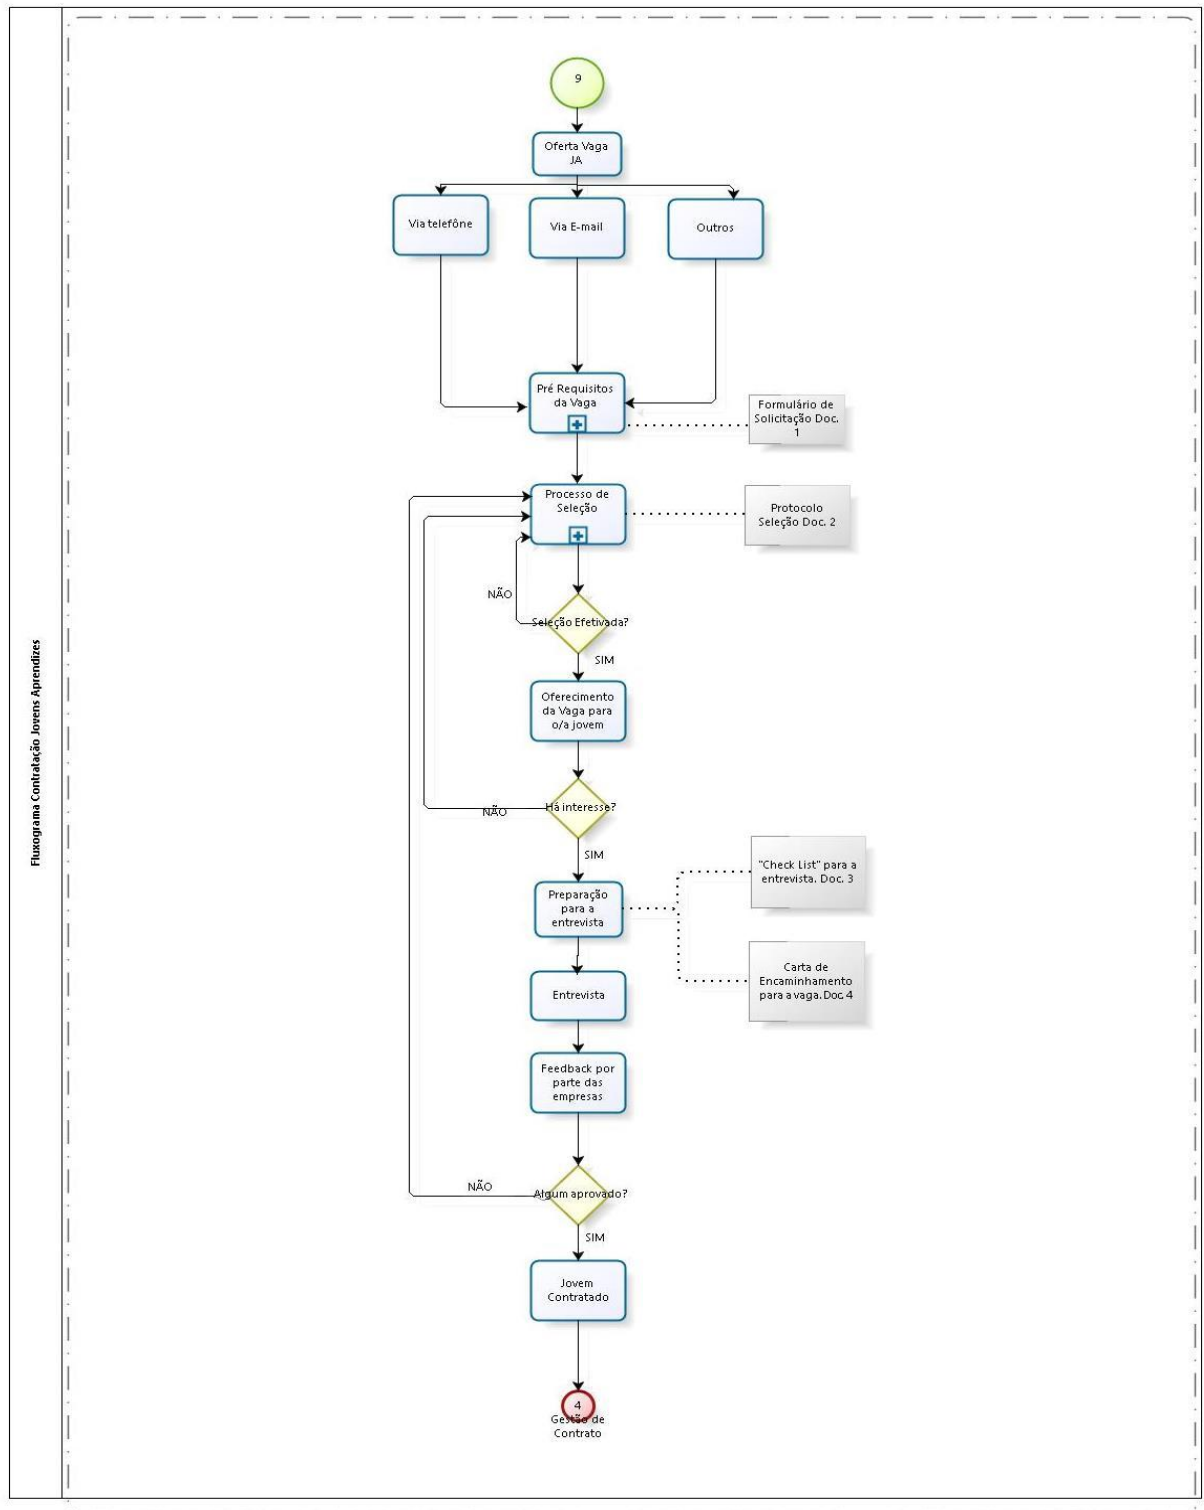 Fluxograma Contratação Jovens Aprendizes
9
Oferta Vaga
JA
Via telefône
Via E-mail
Outros
Pré Requisitos
da Vaga
Formulário de
Solicitação Doc.
1
Processo de
Seleção
Protocolo
Seleção Doc. 2
NÃO
Seleção Efetivada?
SIM
Oferecimento
da Vaga para
o/a jovem
Há interesse?
NÃO
SIM
"Check List" para a
entrevista. Doc. 3
Preparação
para a
entrevista
Carta de
Encaminhamento
para a vaga. Doc. 4
Entrevista
Feedback por
parte das
empresas
NÃO
Algum aprovado?
SIM
Jovem
Contratado
4
Gestão de
Contrato